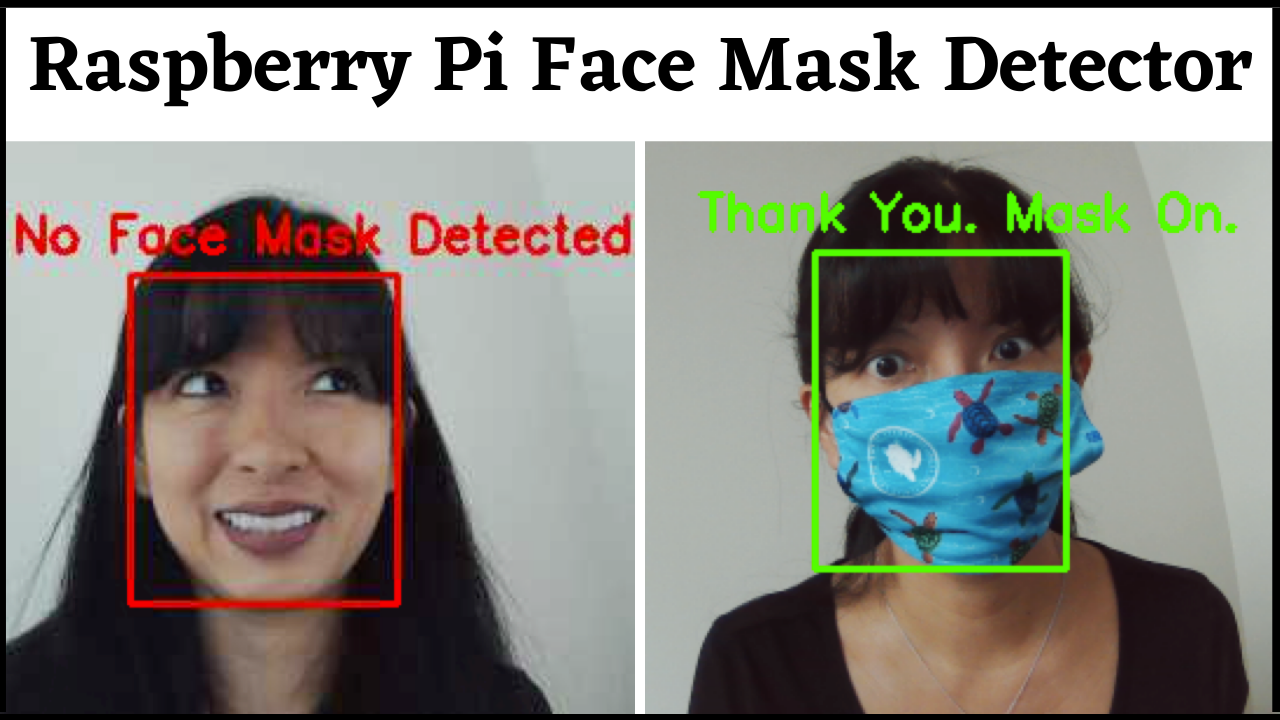 Raspberry Pi Face Mask Detector
No Face Mask Detected
Thank You. Mask On.